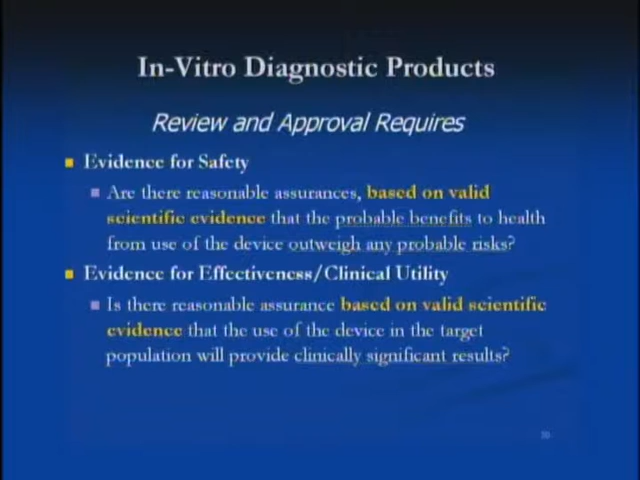 In-Vitro Diagnostic Products
Review and Approval Requires
Evidence for Safety
Are there reasonable assurances, based on valid
scientific evidence that the probable benefits to health
from use of the device outweigh any probable risks?
Evidence for Effectiveness/Clinical Utility
Is there reasonable assurance based on valid scientific
evidence that the use of the device in the target
population will provide clinically significant results?